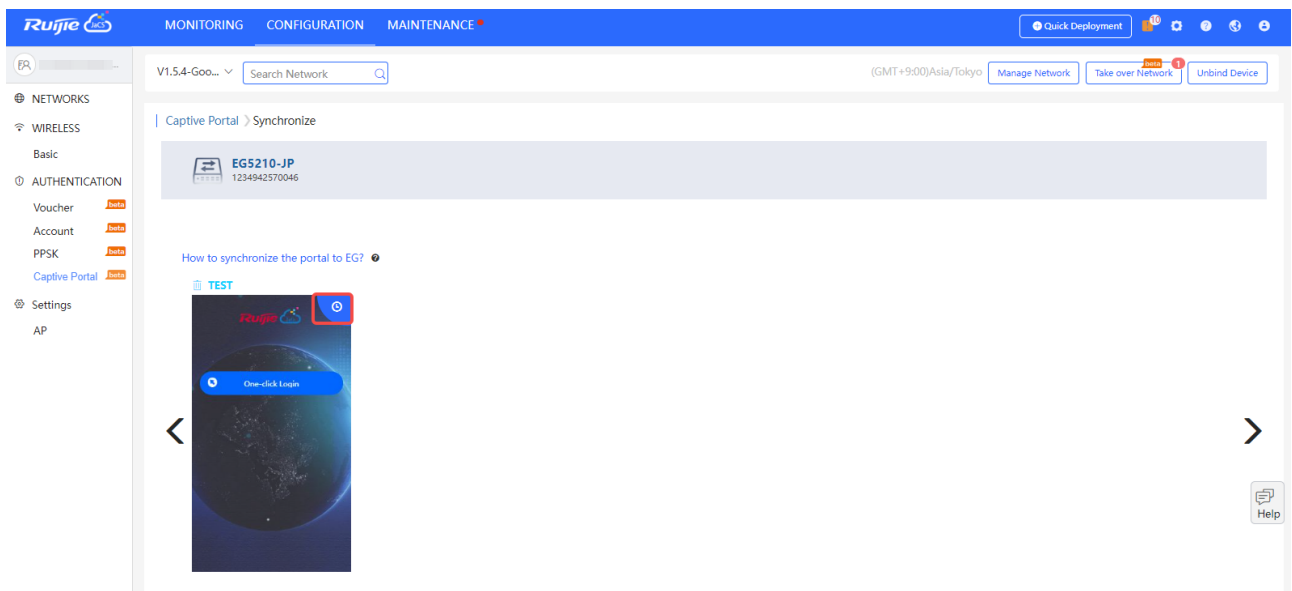 Ruijie JaCS MONITORING CONFIGURATION MAINTENANCE Quick Deployment 10
V1.5.4-Goo... Search Network (GMT+9:00)Asia/Tokyo Manage Network Take over Network beta 1 Unbind Device
NETWORKS
WIRELESS
Basic
AUTHENTICATION
Voucher beta
Account beta
PPSK beta
Captive Portal beta
Settings
AP
Captive Portal > Synchronize
EG5210-JP
1234942570046
How to synchronize the portal to EG?
TEST
Ruijie
One-click Login
Help